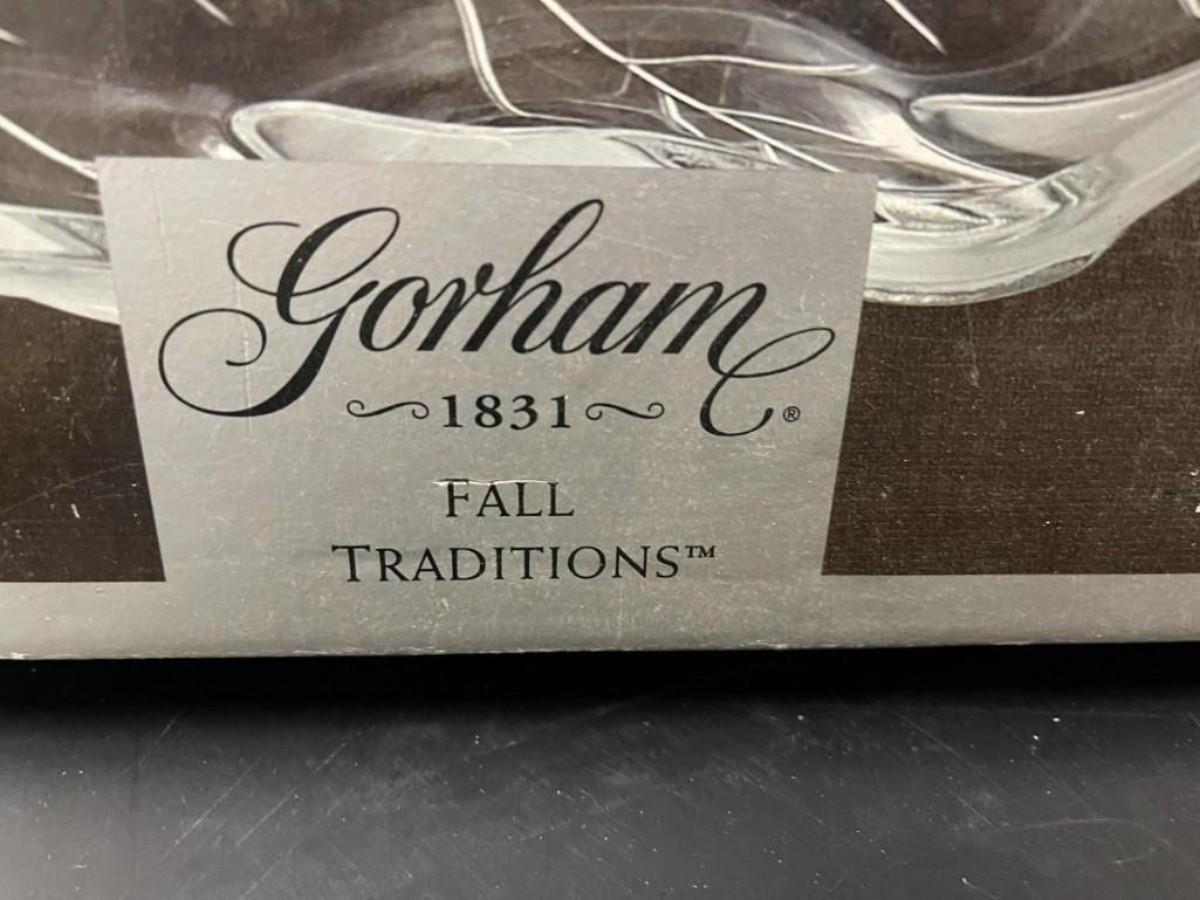 Gorham
1831 ®
FALL
TRADITIONS™